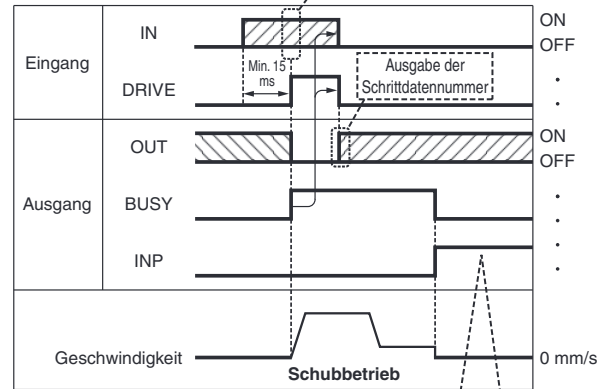 IN
ON
OFF
Eingang
Min. 15
ms
Ausgabe der
Schrittdatennummer
DRIVE
OUT
ON
OFF
Ausgang
BUSY
INP
Geschwindigkeit
0 mm/s
Schubbetrieb